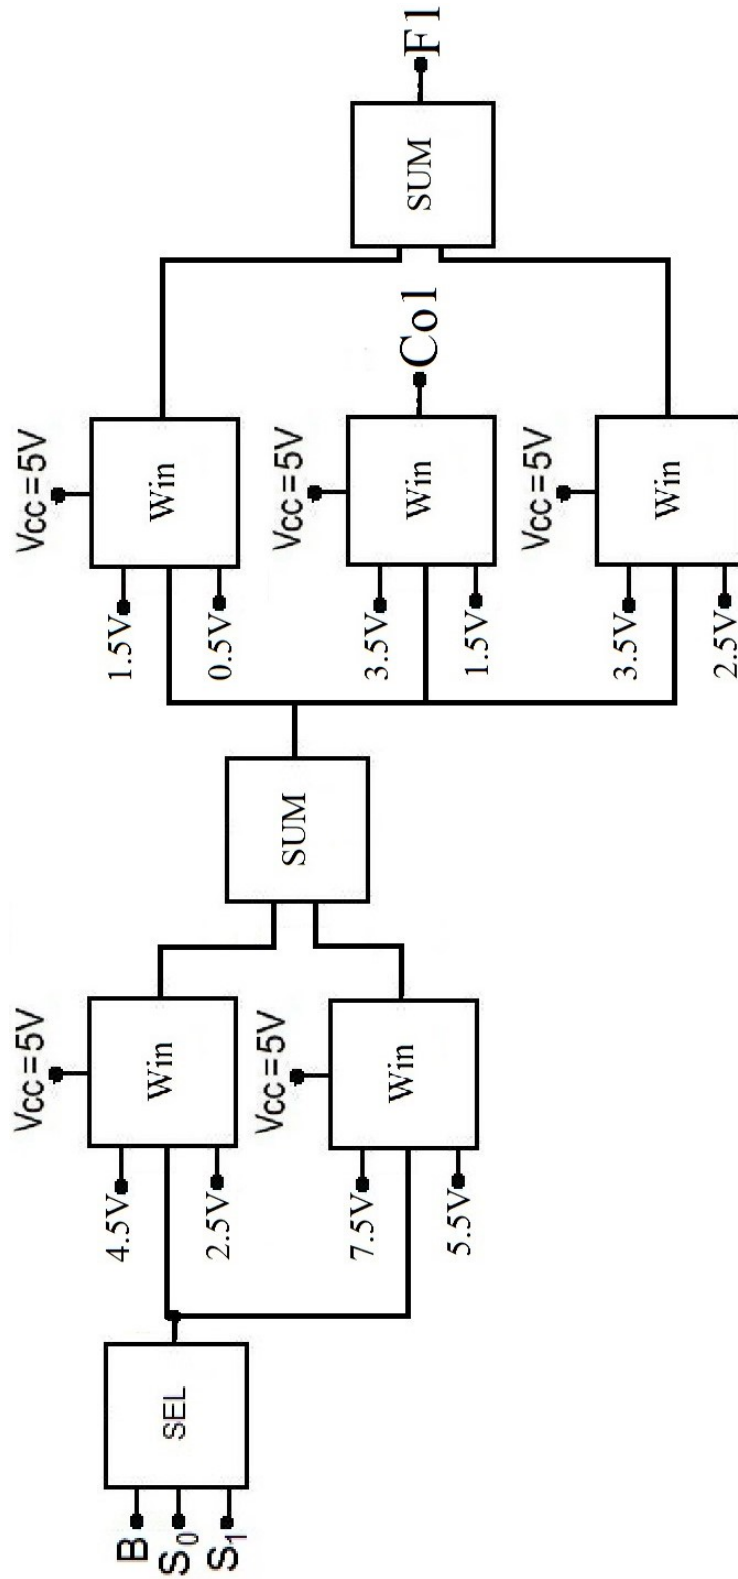 B
S₀
S₁
SEL
4.5V
2.5V
Vcc=5V
Win
7.5V
5.5V
Vcc=5V
Win
SUM
1.5V
0.5V
Vcc=5V
Win
3.5V
1.5V
Vcc=5V
Win
Co1
3.5V
2.5V
Vcc=5V
Win
SUM
F1